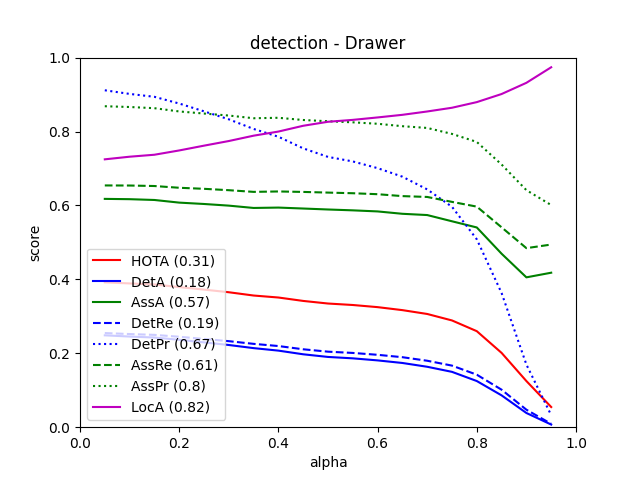 detection - Drawer
1.0
0.8
0.6
0.4
0.2
0.0
score
HOTA (0.31)
DetA (0.18)
AssA (0.57)
DetRe (0.19)
DetPr (0.67)
AssRe (0.61)
AssPr (0.8)
LocA (0.82)
0.0 0.2 0.4 0.6 0.8 1.0
alpha